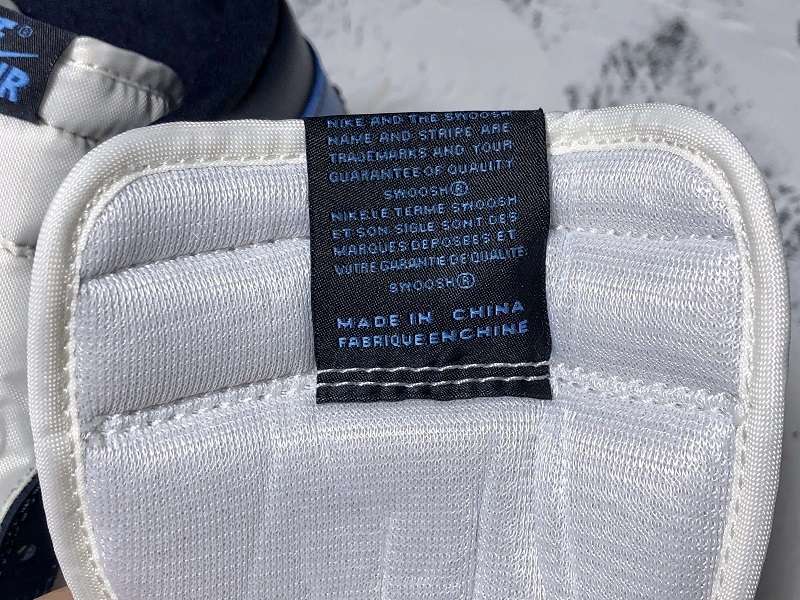 NIKE AND THE SWOOSH
NAME AND STRIPE ARE
TRADEMARKS AND YOUR
GUARANTEE OF QUALITY
SWOOSH®
NIKE.LE TERME SWOOSH
ET SON SIGLE SONT DES
MARQUES DEPOSEES ET
VOTRE GARANTIE DE QUALITE.
SWOOSH®
MADE IN CHINA
FABRIQUE EN CHINE